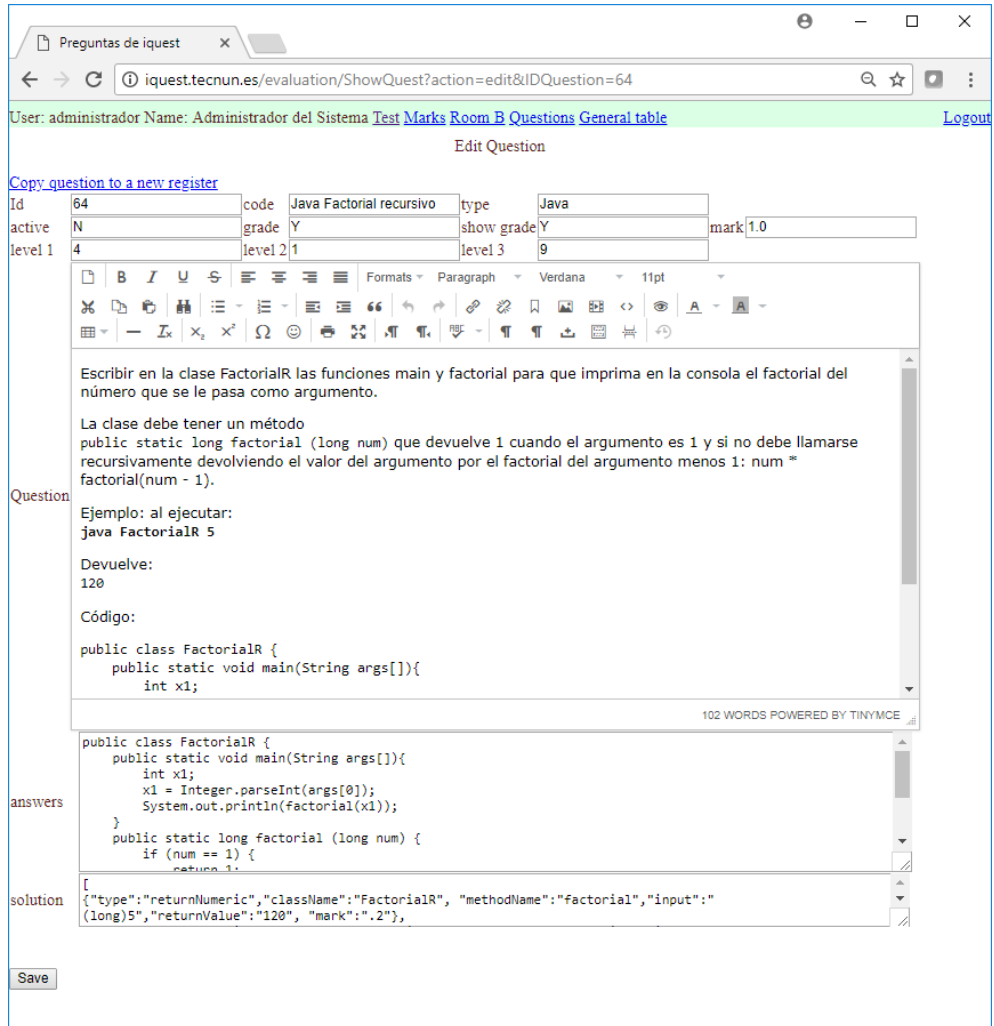 Preguntas de iquest
iquest.tecnun.es/evaluation/ShowQuest?action=edit&IDQuestion=64
User: administrador Name: Administrador del Sistema Test Marks Room B Questions General table Logout
Edit Question
Copy question to a new register
Id 64 code Java Factorial recursivo type Java
active N grade Y show grade Y mark 1.0
level 1 4 level 2 1 level 3 9
Formats Paragraph Verdana 11pt
Question
Escribir en la clase FactorialR las funciones main y factorial para que imprima en la consola el factorial del
número que se le pasa como argumento.
La clase debe tener un método
public static long factorial (long num) que devuelve 1 cuando el argumento es 1 y si no debe llamarse
recursivamente devolviendo el valor del argumento por el factorial del argumento menos 1: num *
factorial(num - 1).
Ejemplo: al ejecutar:
java FactorialR 5
Devuelve:
120
Código:
public class FactorialR {
    public static void main(String args[]){
        int x1;
102 WORDS POWERED BY TINYMCE
answers
public class FactorialR {
    public static void main(String args[]){
        int x1;
        x1 = Integer.parseInt(args[0]);
        System.out.println(factorial(x1));
    }
    public static long factorial (long num) {
        if (num == 1) {
            return 1;
solution
[
{"type":"returnNumeric","className":"FactorialR", "methodName":"factorial","input":"
(long)5","returnValue":"120", "mark":".2"},
Save